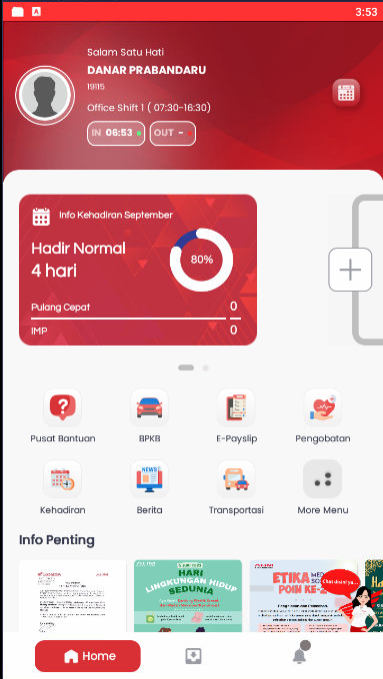 A
3:53
Salam Satu Hati
DANAR PRABANDARU
19115
Office Shift 1 ( 07:30-16:30)
IN 06:53
OUT -
Info Kehadiran September
Hadir Normal
4 hari
80%
Pulang Cepat 0
IMP 0
Pusat Bantuan
BPKB
E-Payslip
Pengobatan
NEWS
Kehadiran
Berita
Transportasi
More Menu
Info Penting
HARI
LINGKUNGAN HIDUP
SEDUNIA
ETIKA
POIN KE-2
Home